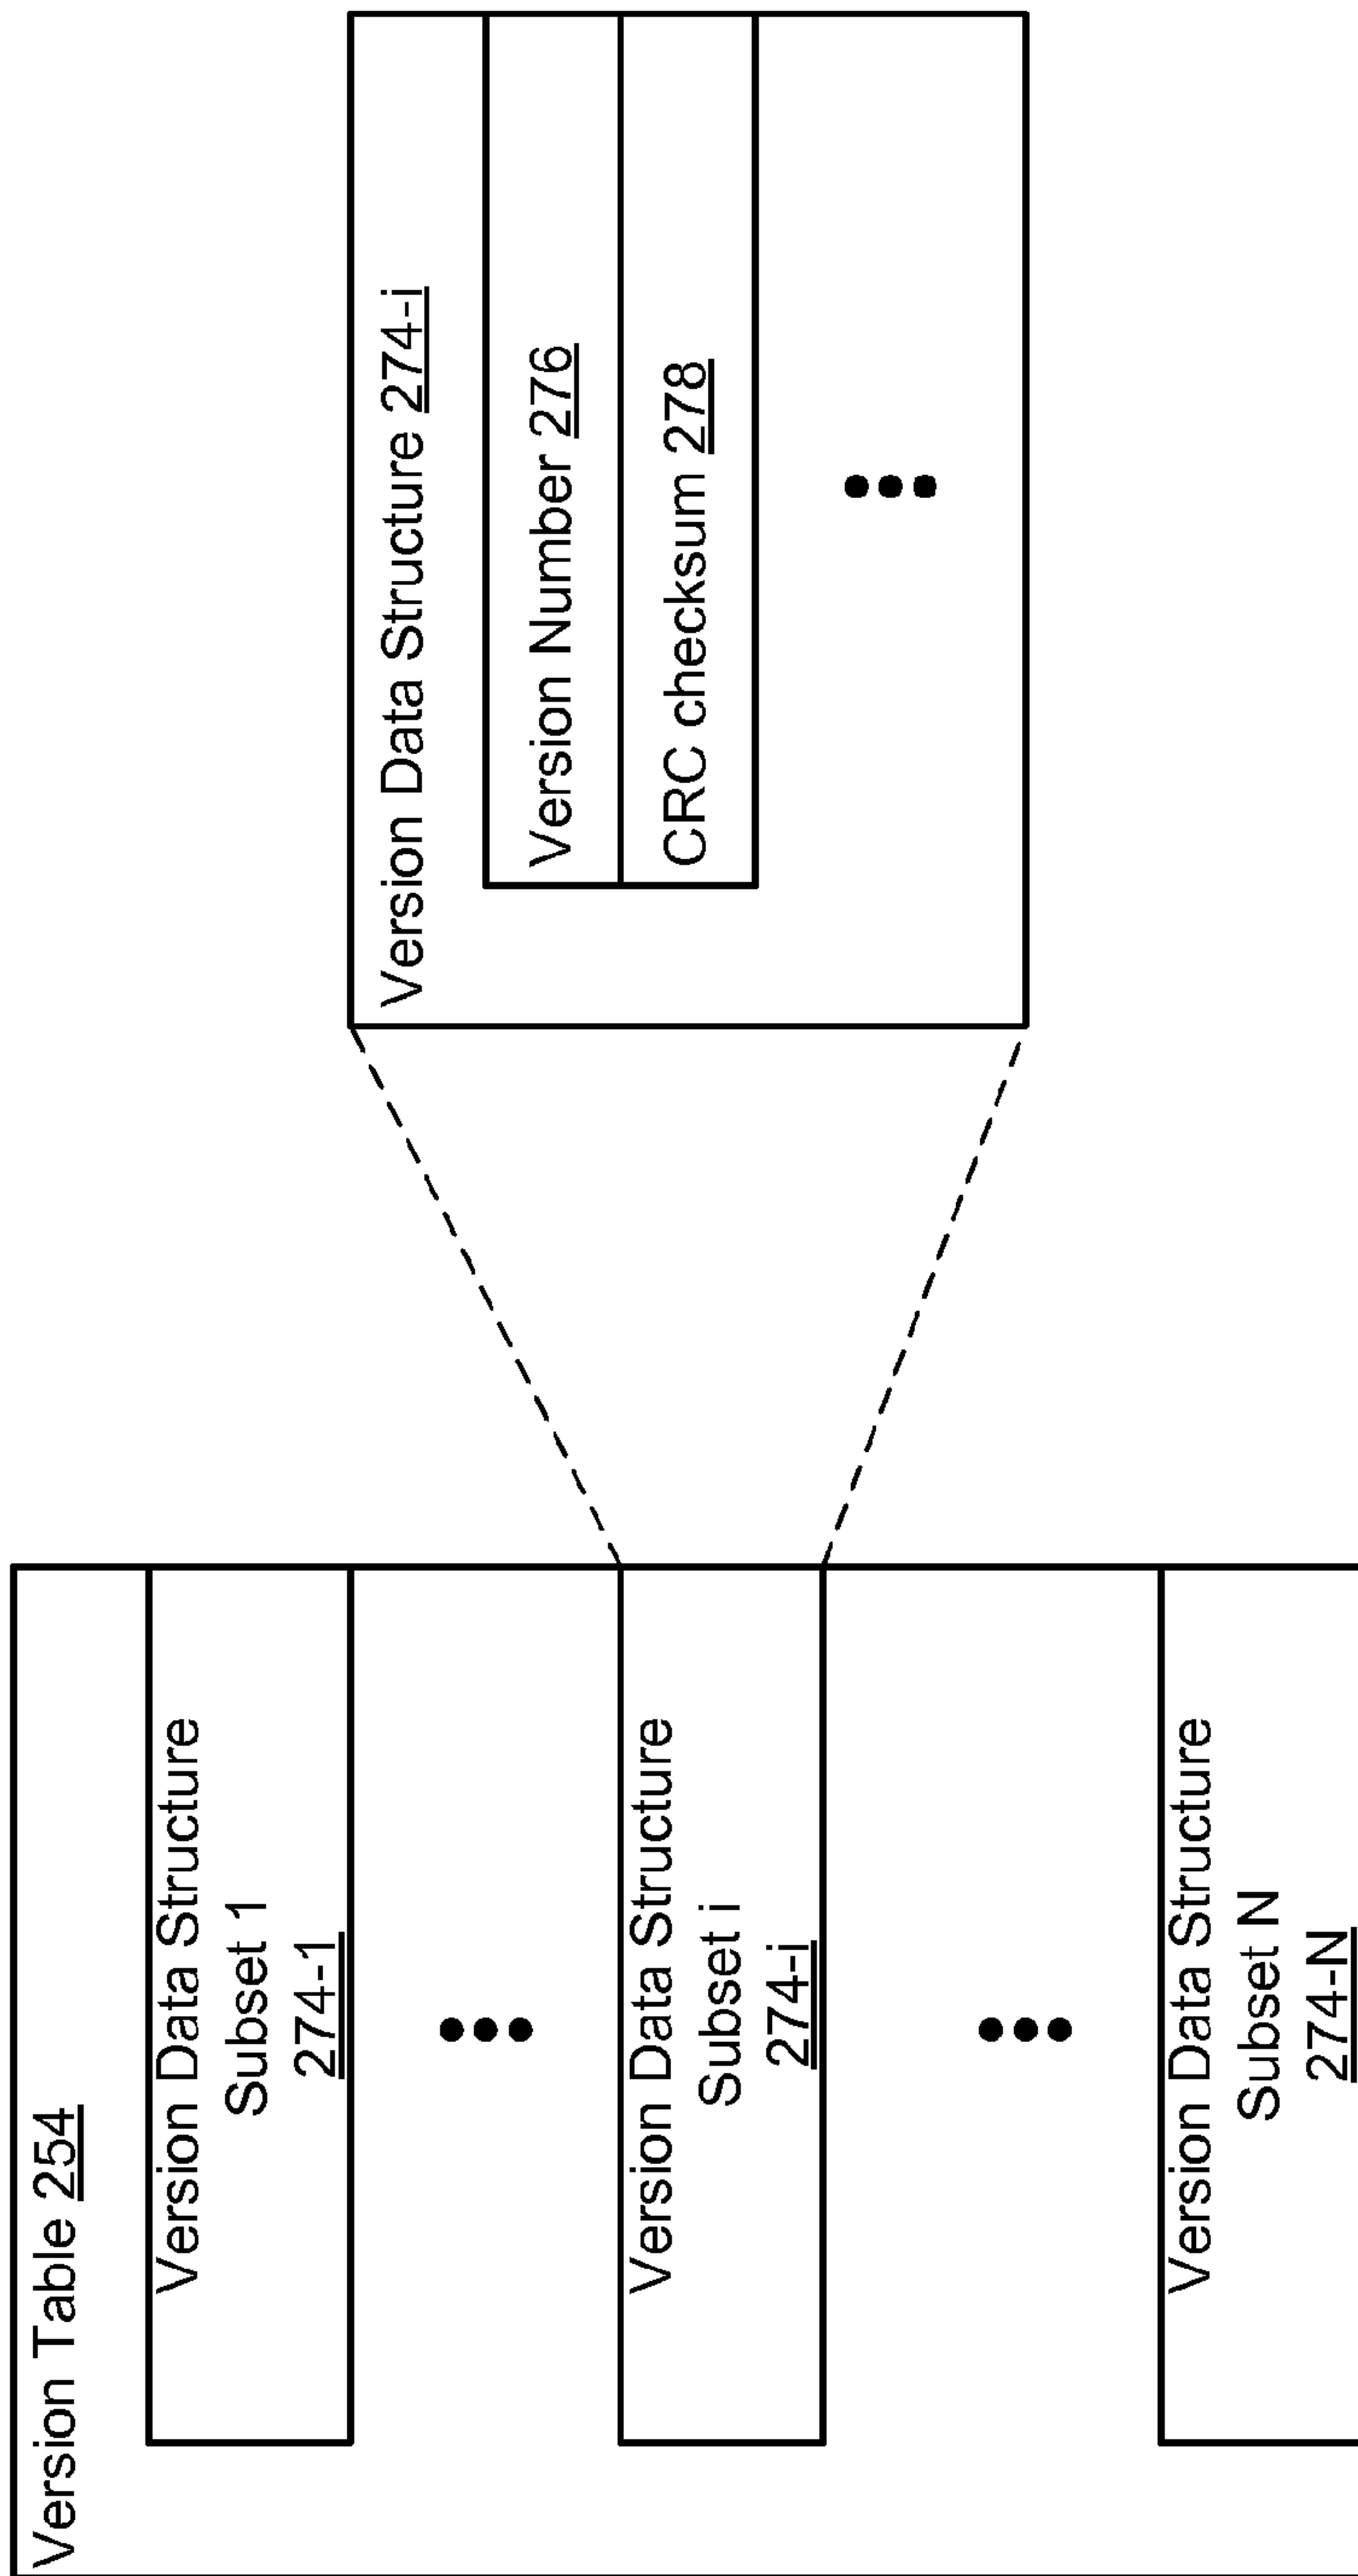 Version Table 254
Version Data Structure
Subset 1
274-1
Version Data Structure
Subset i
274-i
Version Data Structure
Subset N
274-N
Version Data Structure 274-i
Version Number 276
CRC checksum 278